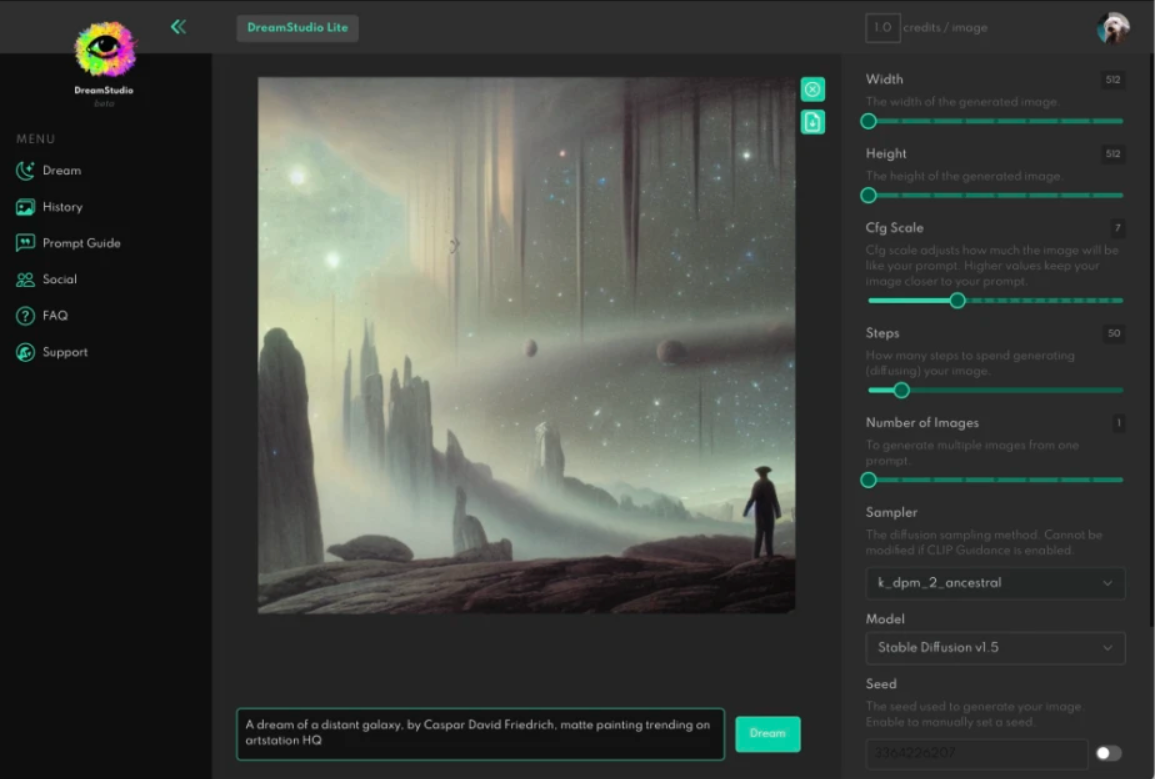 DreamStudio Lite
1.0 credits / image
DreamStudio
beta
MENU
Dream
History
Prompt Guide
Social
FAQ
Support
Width 512
The width of the generated image.
Height 512
The height of the generated image.
Cfg Scale 7
Cfg scale adjusts how much the image will be
like your prompt. Higher values keep your
image closer to your prompt.
Steps 50
How many steps to spend generating
(diffusing) your image.
Number of Images 1
To generate multiple images from one
prompt.
Sampler
The diffusion sampling method. Cannot be
modified if CLIP Guidance is enabled.
k_dpm_2_ancestral
Model
Stable Diffusion v1.5
Seed
The seed used to generate your image.
Enable to manually set a seed.
3364226207
A dream of a distant galaxy, by Caspar David Friedrich, matte painting trending on
artstation HQ
Dream